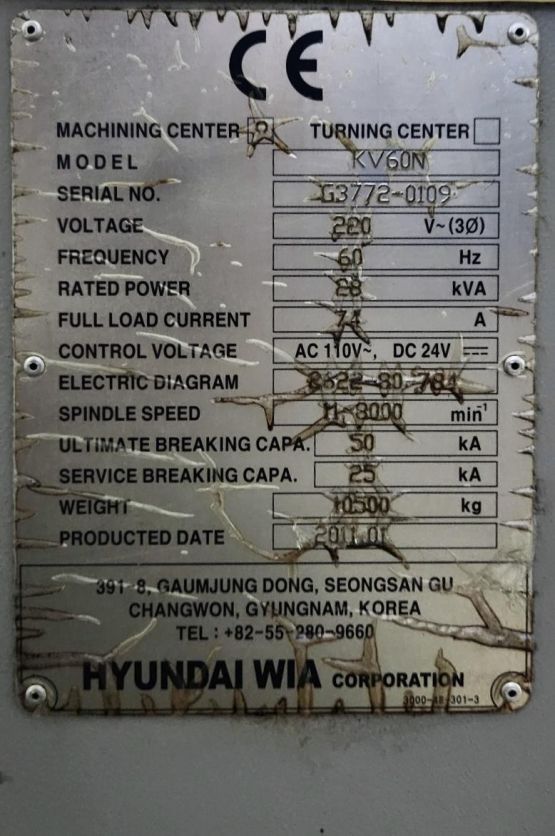 CE
MACHINING CENTER TURNING CENTER
MODEL KV60N
SERIAL NO. G3772-0109
VOLTAGE 220 V~(3Ø)
FREQUENCY 60 Hz
RATED POWER 28 kVA
FULL LOAD CURRENT A
CONTROL VOLTAGE AC 110V~, DC 24V
ELECTRIC DIAGRAM
SPINDLE SPEED min⁻¹
ULTIMATE BREAKING CAPA. 50 kA
SERVICE BREAKING CAPA. 25 kA
WEIGHT 10500 kg
PRODUCTED DATE 2011.01
391-8, GAUMJUNG DONG, SEONGSAN GU
CHANGWON, GYUNGNAM, KOREA
TEL : +82-55-280-9660
HYUNDAI WIA CORPORATION